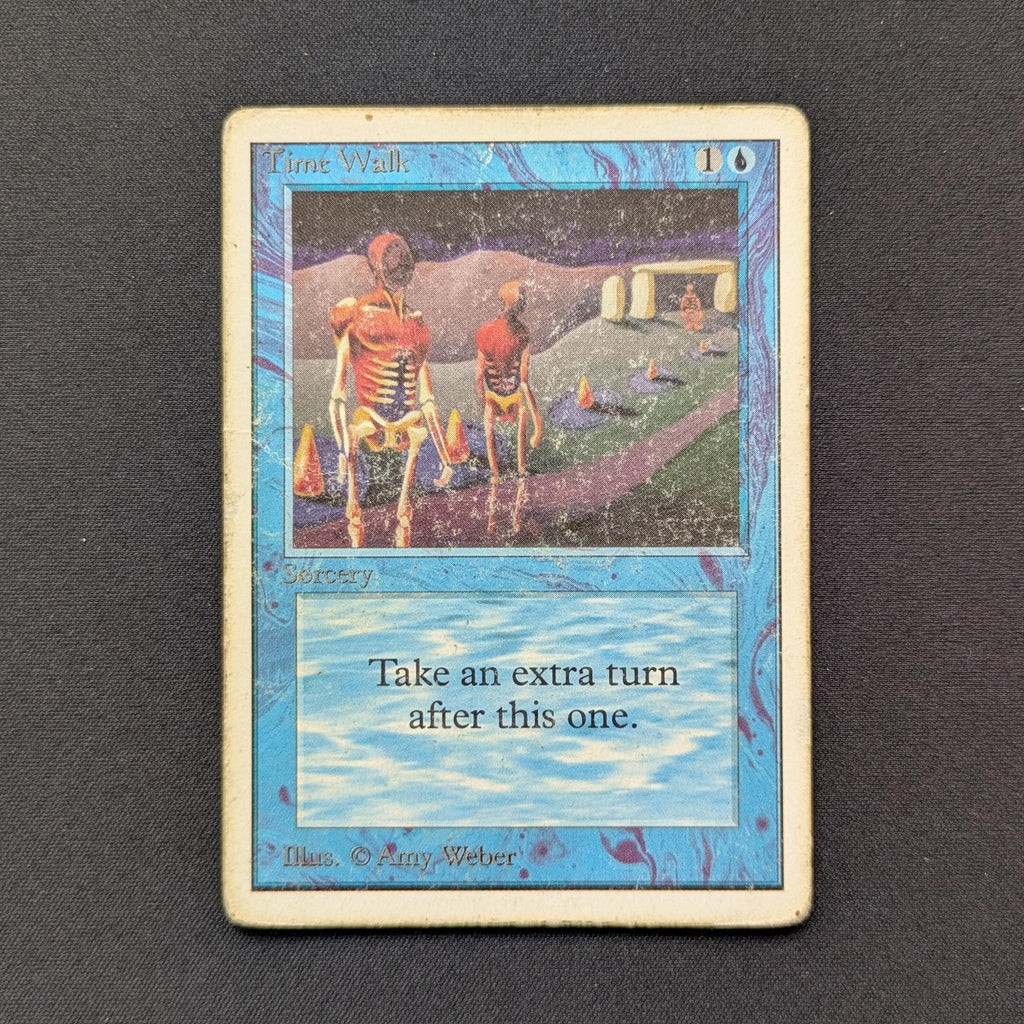 Time Walk 1
Sorcery
Take an extra turn
after this one.
Illus. © Amy Weber